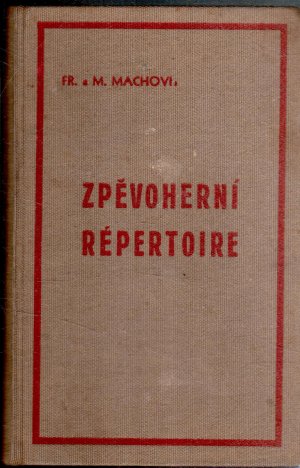 FR. a M. MACHOVI:
ZPĚVOHERNÍ
RÉPERTOIRE